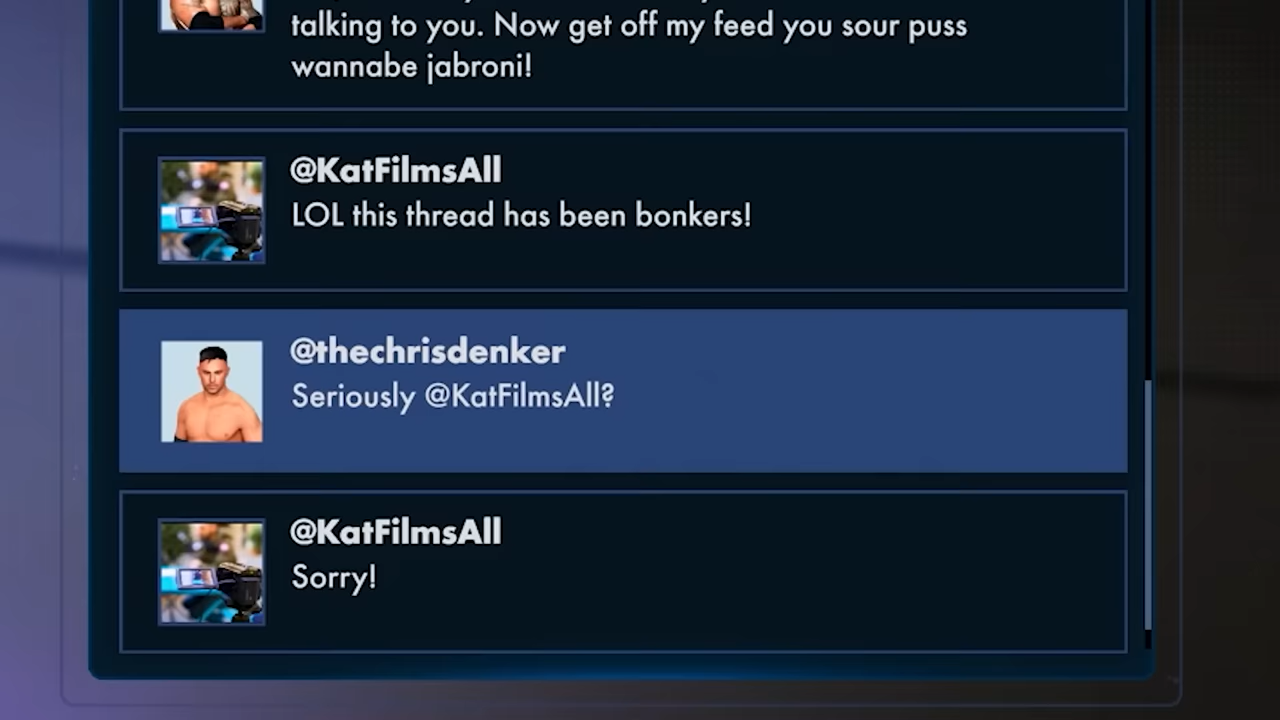 talking to you. Now get off my feed you sour puss
wannabe jabroni!
@KatFilmsAll
LOL this thread has been bonkers!
@thechrisdenker
Seriously @KatFilmsAll?
@KatFilmsAll
Sorry!